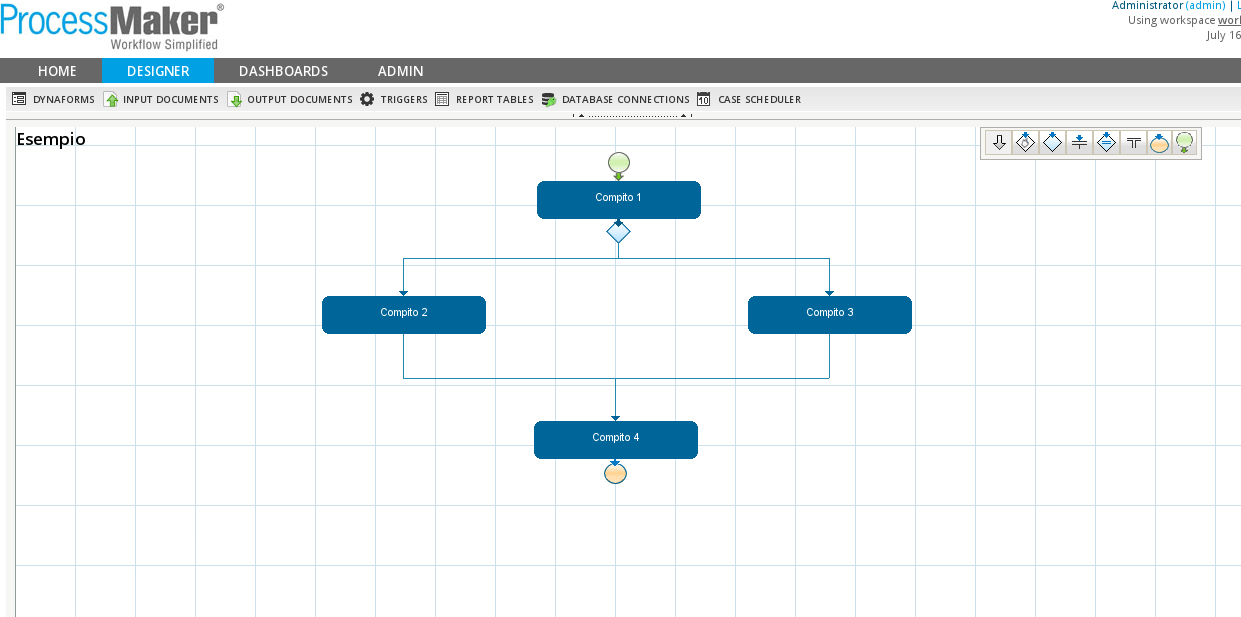 ProcessMaker®
Workflow Simplified
Administrator (admin) |
Using workspace
July 16
HOME DESIGNER DASHBOARDS ADMIN
DYNAFORMS INPUT DOCUMENTS OUTPUT DOCUMENTS TRIGGERS REPORT TABLES DATABASE CONNECTIONS 10 CASE SCHEDULER
Esempio
Compito 1
Compito 2 Compito 3
Compito 4